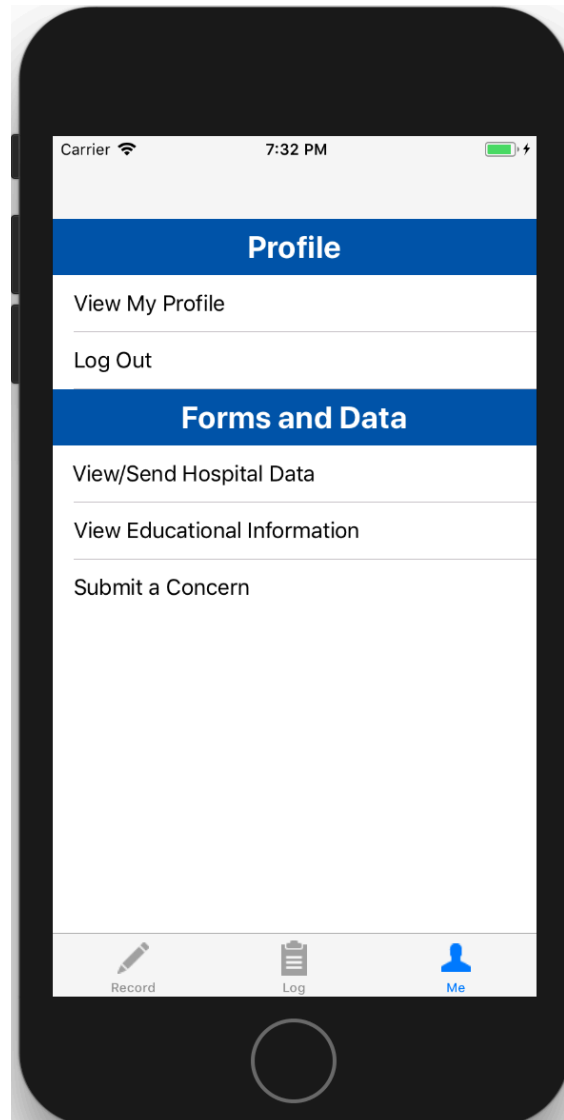 Carrier 7:32 PM
Profile
View My Profile
Log Out
Forms and Data
View/Send Hospital Data
View Educational Information
Submit a Concern
Record Log Me